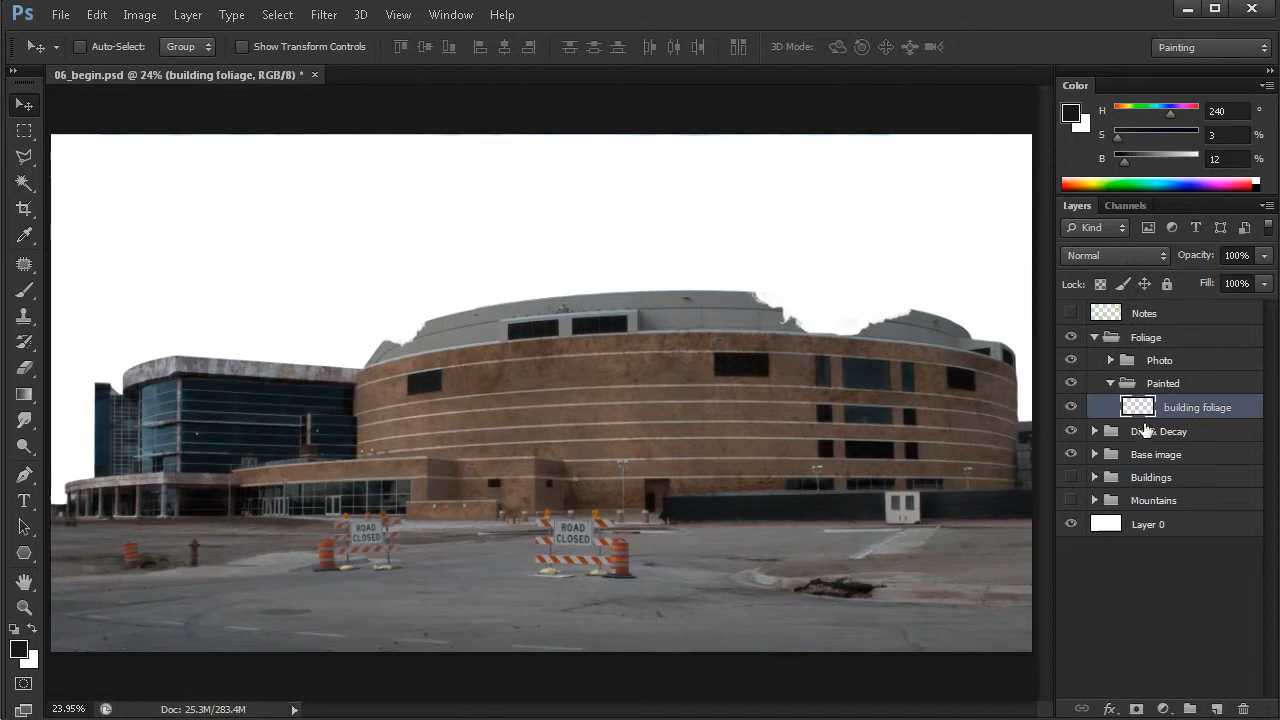 Ps File Edit Image Layer Type Select Filter 3D View Window Help
Auto-Select: Group Show Transform Controls 3D Mode: Painting
06_begin.psd @ 24% (building foliage, RGB/8) * ×
Color
H 240 °
S 3 %
B 12 %
Layers Channels
Kind
Normal Opacity: 100%
Lock: Fill: 100%
Notes
Foliage
Photo
Painted
building foliage
Decay
Base image
Buildings
Mountains
Layer 0
ROAD
CLOSED
ROAD
CLOSED
23.95% Doc: 25.3M/283.4M